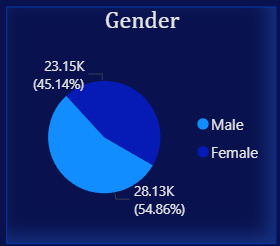 Gender
23.15K
(45.14%)
Male
Female
28.13K
(54.86%)